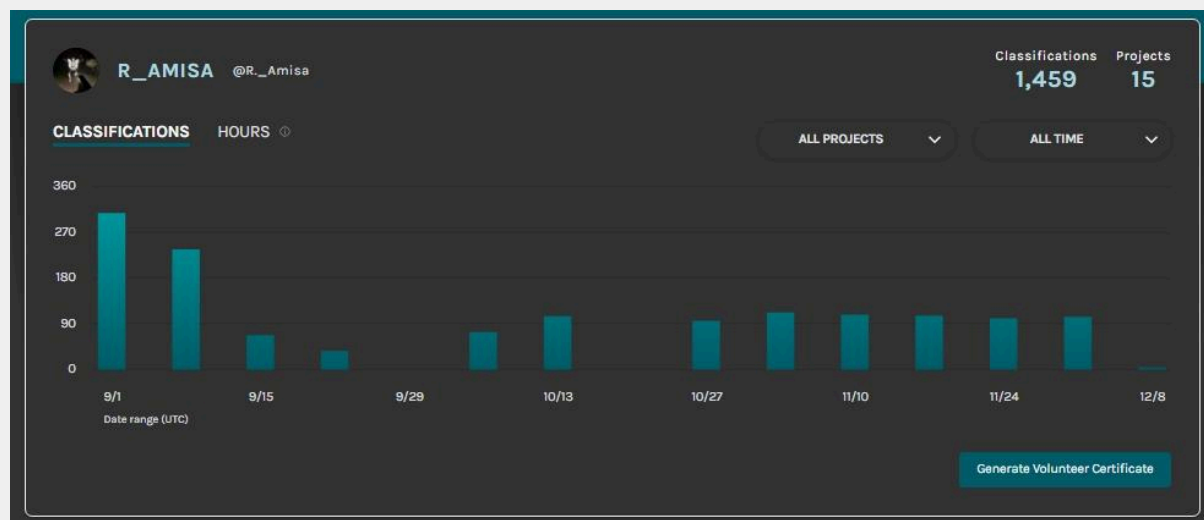 R_AMISA @R._Amisa
Classifications Projects
1,459 15
CLASSIFICATIONS HOURS
ALL PROJECTS ALL TIME
360
270
180
90
0
9/1 9/15 9/29 10/13 10/27 11/10 11/24 12/8
Date range (UTC)
Generate Volunteer Certificate